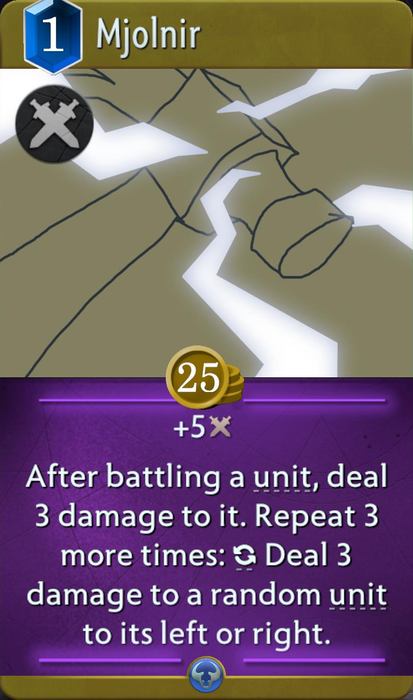 1 Mjolnir
25
+5
After battling a unit, deal
3 damage to it. Repeat 3
more times: Deal 3
damage to a random unit
to its left or right.